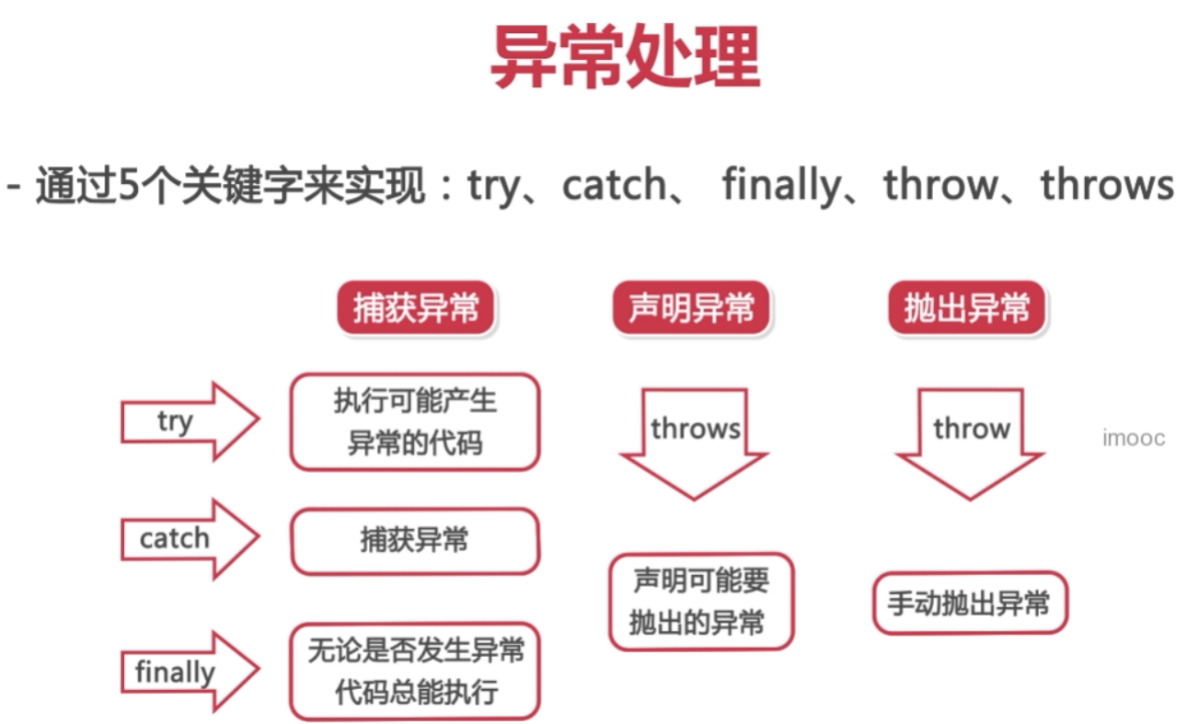 异常处理
- 通过5个关键字来实现：try、catch、 finally、throw、throws
捕获异常
声明异常
抛出异常
try
执行可能产生
异常的代码
catch
捕获异常
finally
无论是否发生异常
代码总能执行
throws
声明可能要
抛出的异常
throw
手动抛出异常
imooc